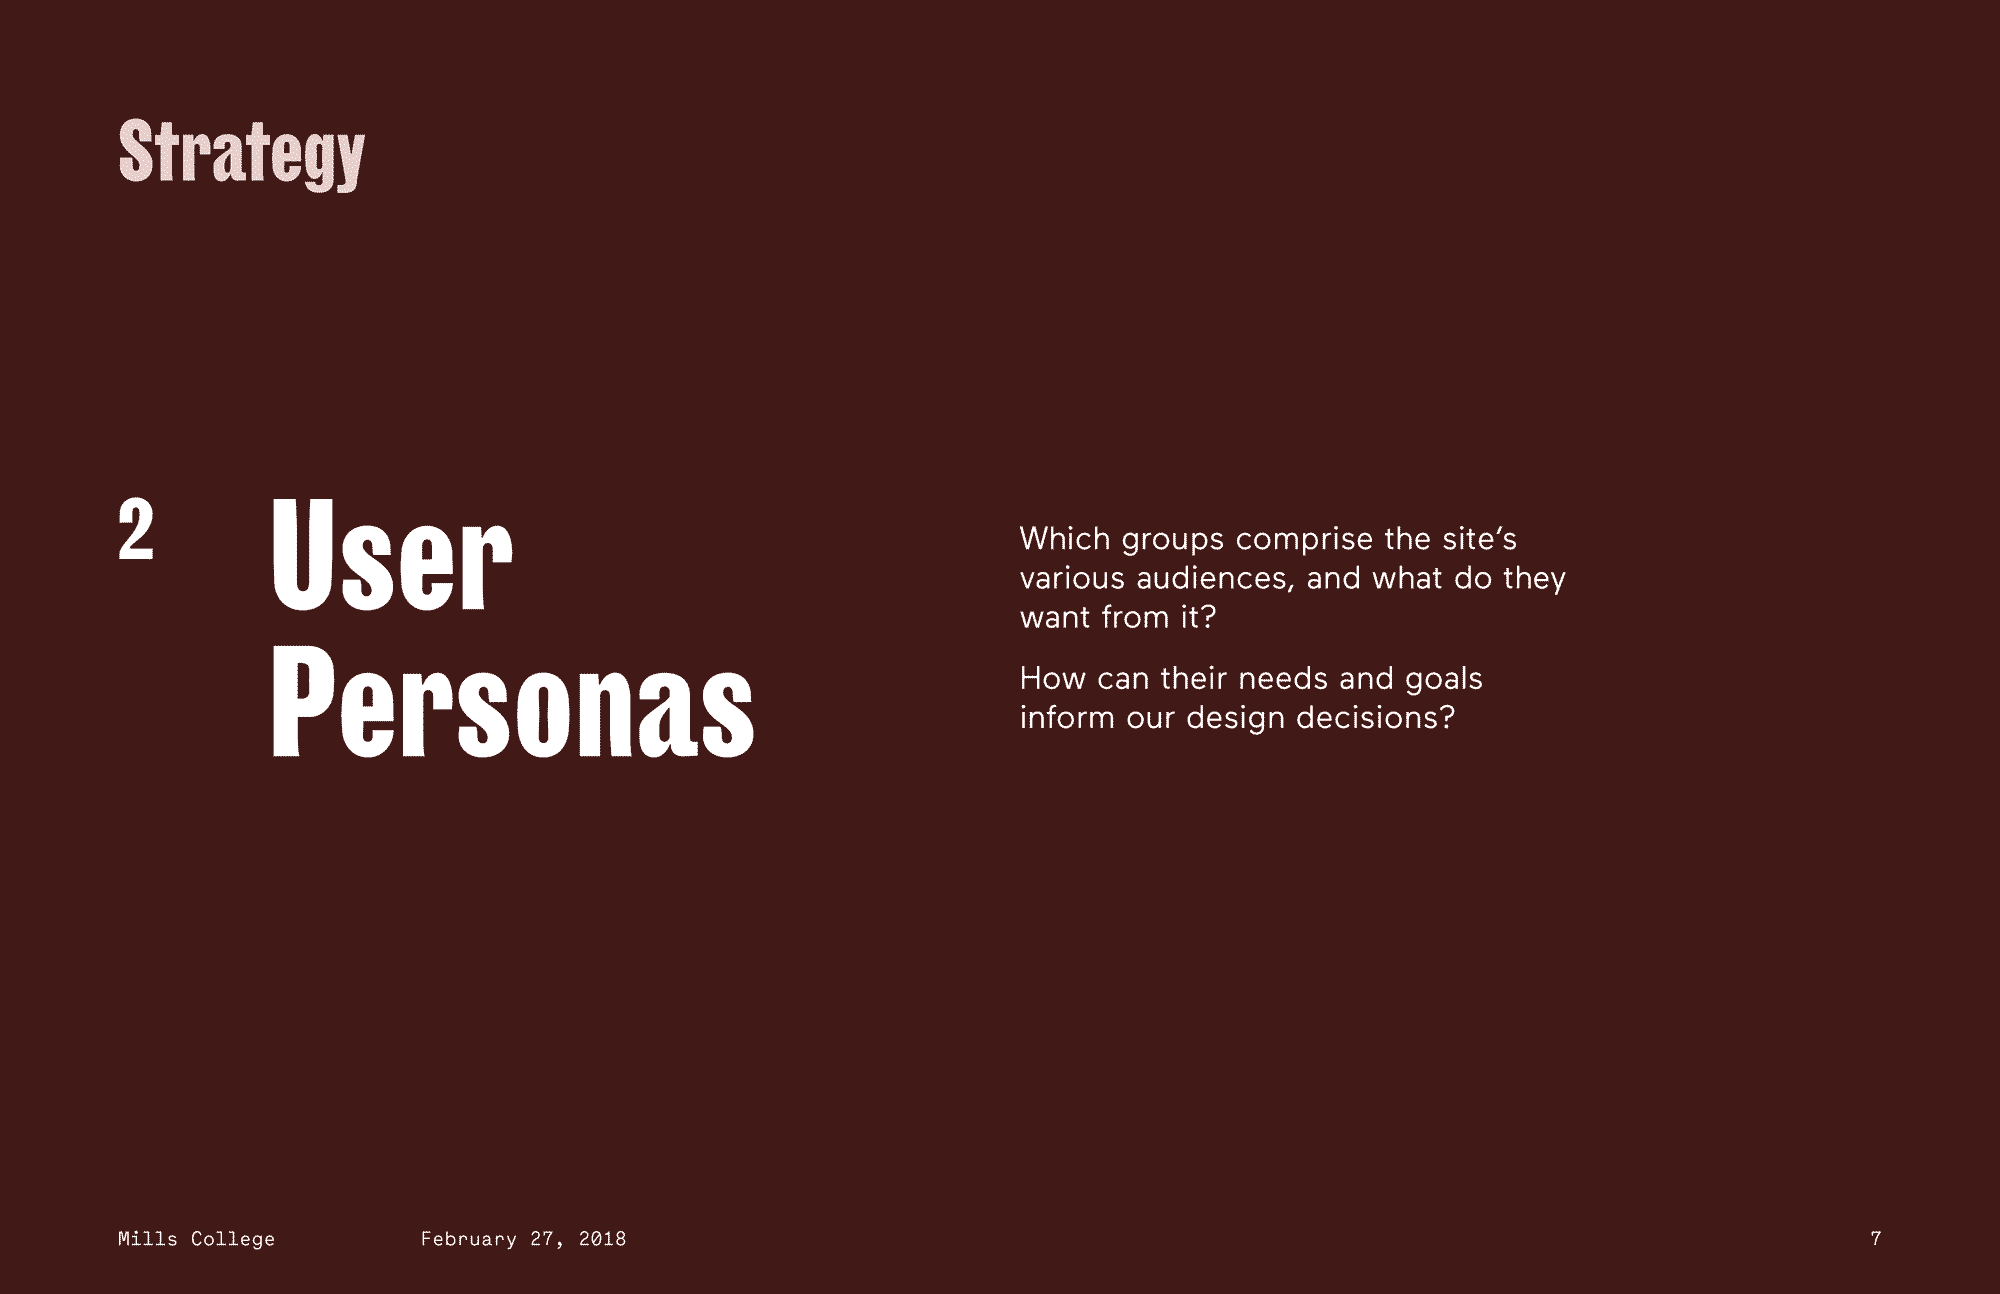 Strategy
2
User
Personas
Which groups comprise the site’s
various audiences, and what do they
want from it?
How can their needs and goals
inform our design decisions?
Mills College
February 27, 2018
7